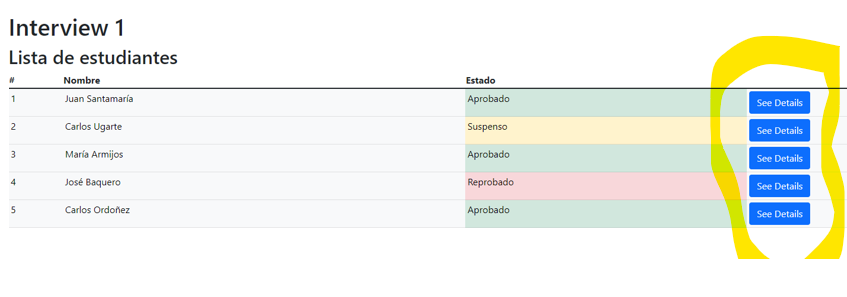 Interview 1
Lista de estudiantes
# Nombre Estado
1 Juan Santamaría Aprobado See Details
2 Carlos Ugarte Suspenso See Details
3 María Armijos Aprobado See Details
4 José Baquero Reprobado See Details
5 Carlos Ordoñez Aprobado See Details